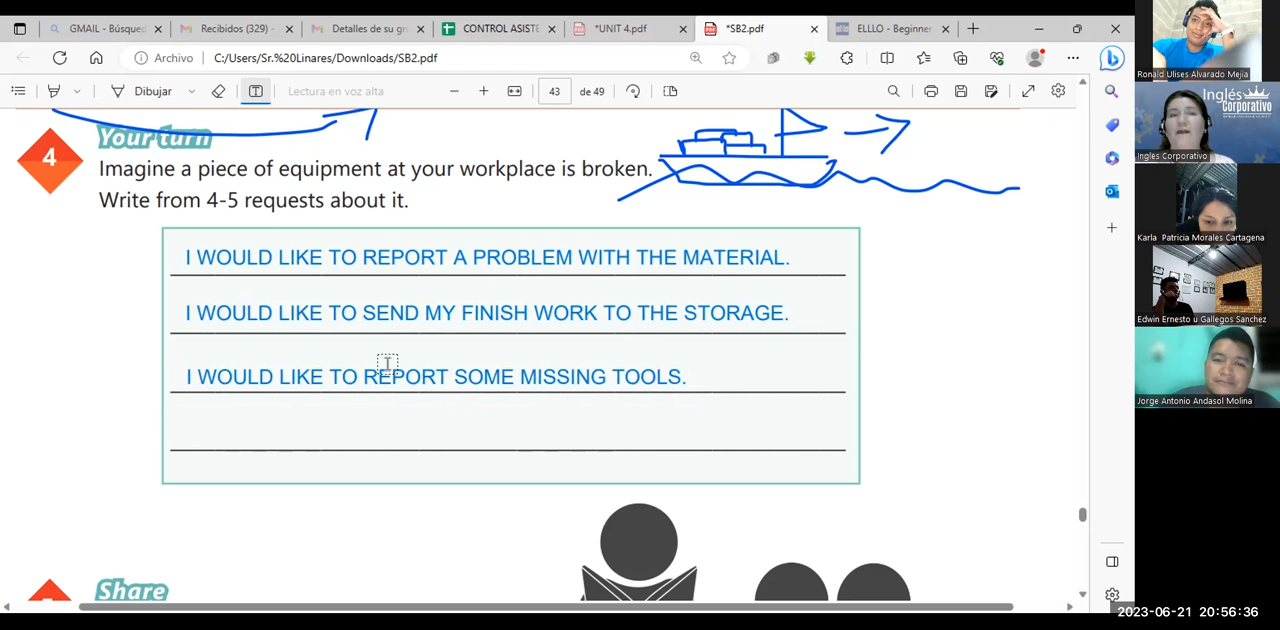 GMAIL - Búsqued
Recibidos (329) -
Detalles de su gr
CONTROL ASISTE
*UNIT 4.pdf
*SB2.pdf
ELLLO - Beginner
Archivo
C:/Users/Sr.%20Linares/Downloads/SB2.pdf
Dibujar
Lectura en voz alta
43
de 49
4
Your turn
Imagine a piece of equipment at your workplace is broken.
Write from 4-5 requests about it.
I WOULD LIKE TO REPORT A PROBLEM WITH THE MATERIAL.
I WOULD LIKE TO SEND MY FINISH WORK TO THE STORAGE.
I WOULD LIKE TO REPORT SOME MISSING TOOLS.
Share
Ronald Ulises Alvarado Mejia
Inglés
Corporativo
Ingles Corporativo
Karla Patricia Morales Cartagena
Edwin Ernesto u Gallegos Sanchez
Jorge Antonio Andasol Molina
2023-06-21 20:56:36